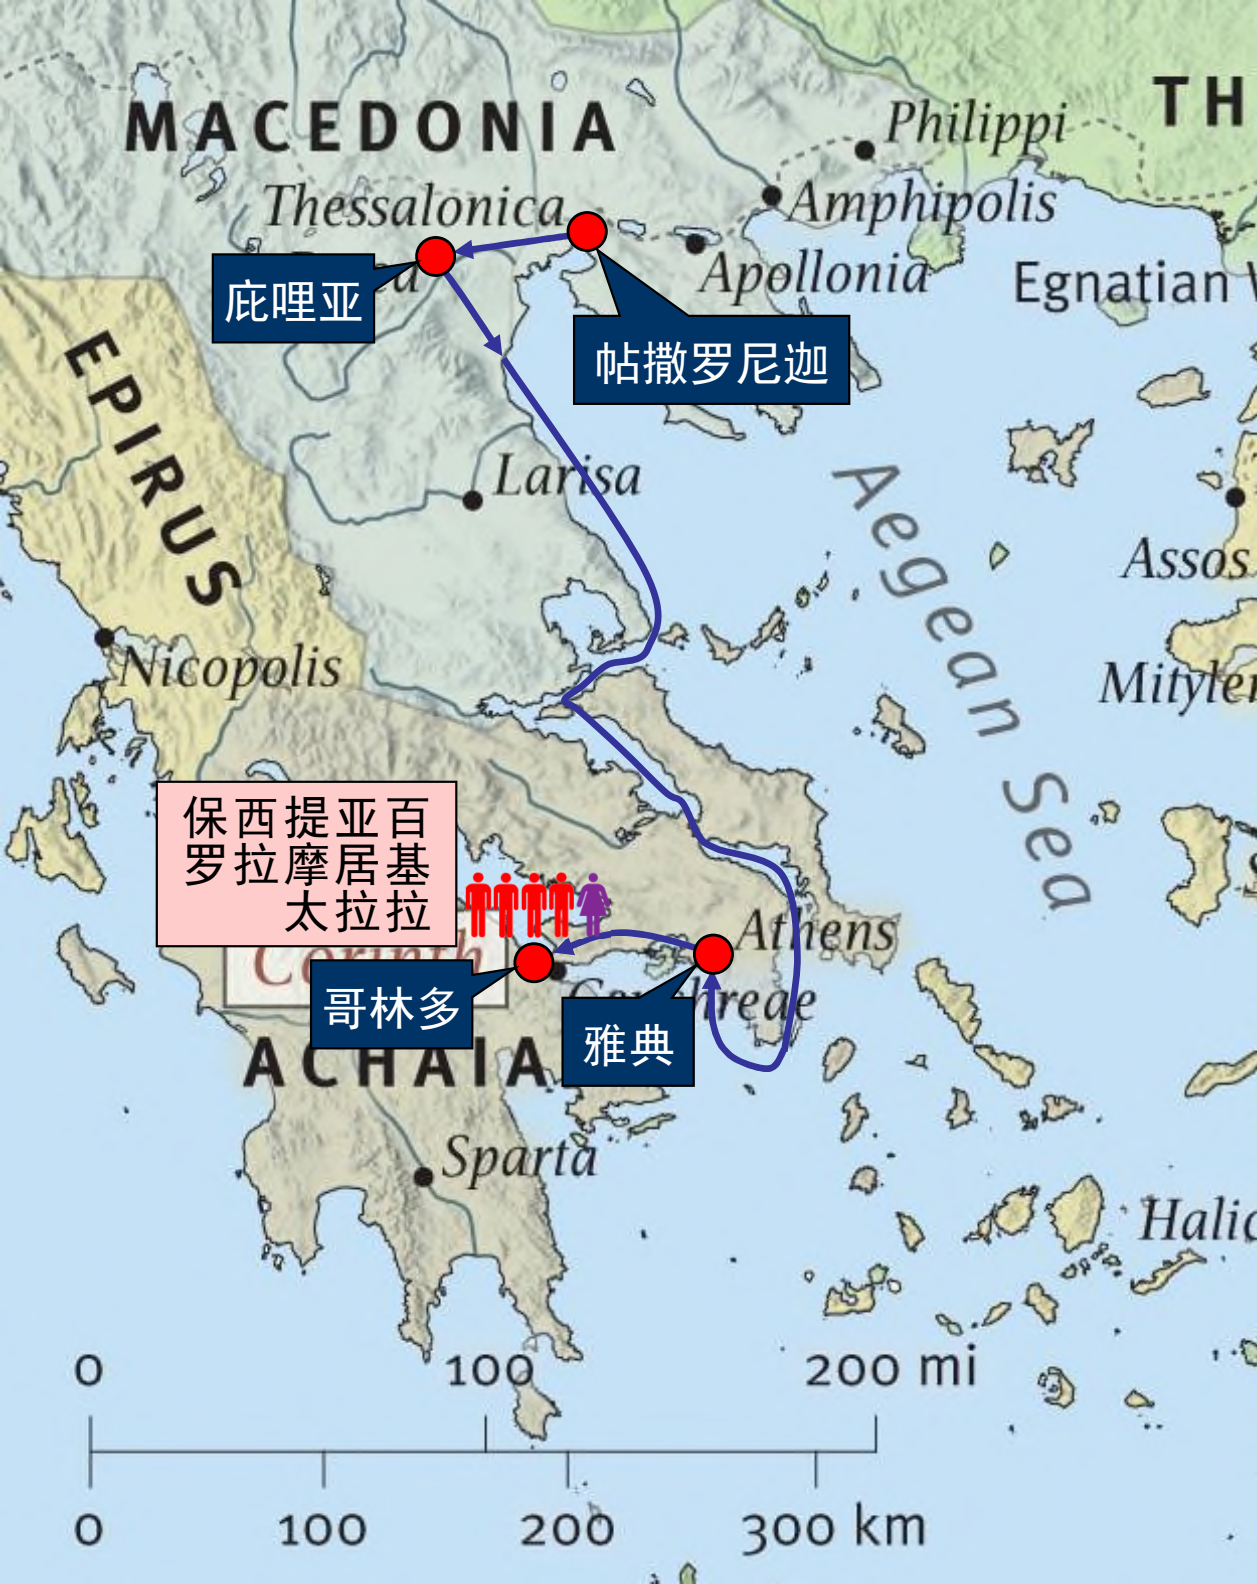 MACEDONIA
TH
Philippi
Thessalonica
Amphipolis
Apollonia
Egnatian
庇哩亚
帖撒罗尼迦
EPIRUS
Larisa
Aegean Sea
Assos
Nicopolis
Mityle
保罗
西拉
提摩太
亚居拉
百基拉
Athens
Corinth
哥林多
雅典
ACHAIA
Sparta
Halic
0 100 200 mi
0 100 200 300 km